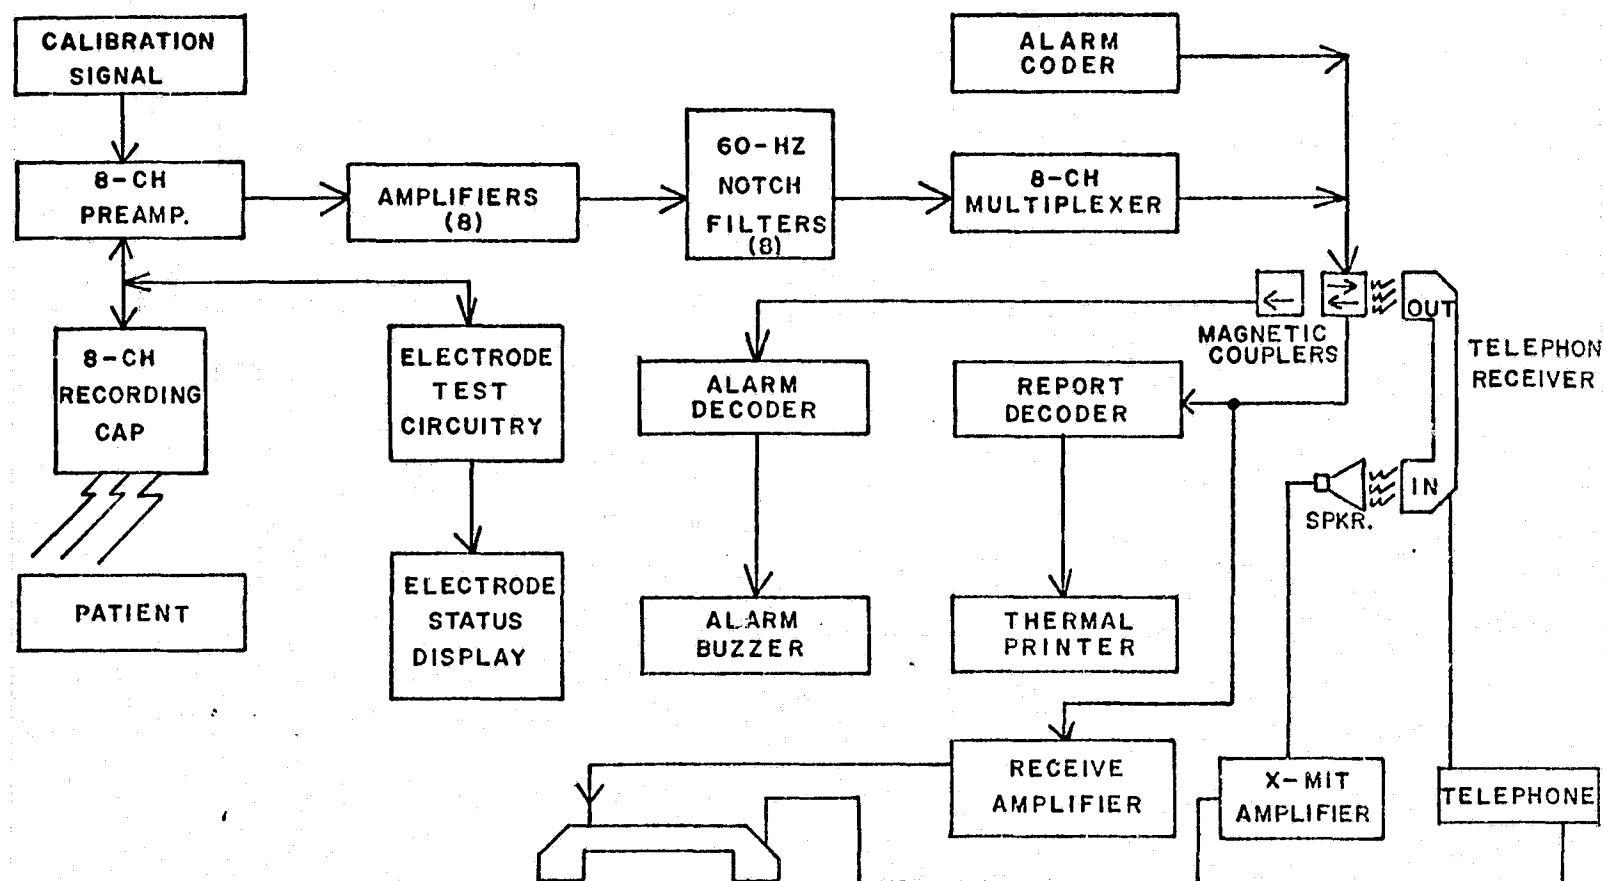 CALIBRATION
SIGNAL
ALARM
CODER
8-CH
PREAMP.
AMPLIFIERS
(8)
60-HZ
NOTCH
FILTERS
(8)
8-CH
MULTIPLEXER
OUT
MAGNETIC
COUPLERS
TELEPHON
RECEIVER
8-CH
RECORDING
CAP
ELECTRODE
TEST
CIRCUITRY
ALARM
DECODER
REPORT
DECODER
IN
SPKR.
PATIENT
ELECTRODE
STATUS
DISPLAY
ALARM
BUZZER
THERMAL
PRINTER
RECEIVE
AMPLIFIER
X-MIT
AMPLIFIER
TELEPHONE